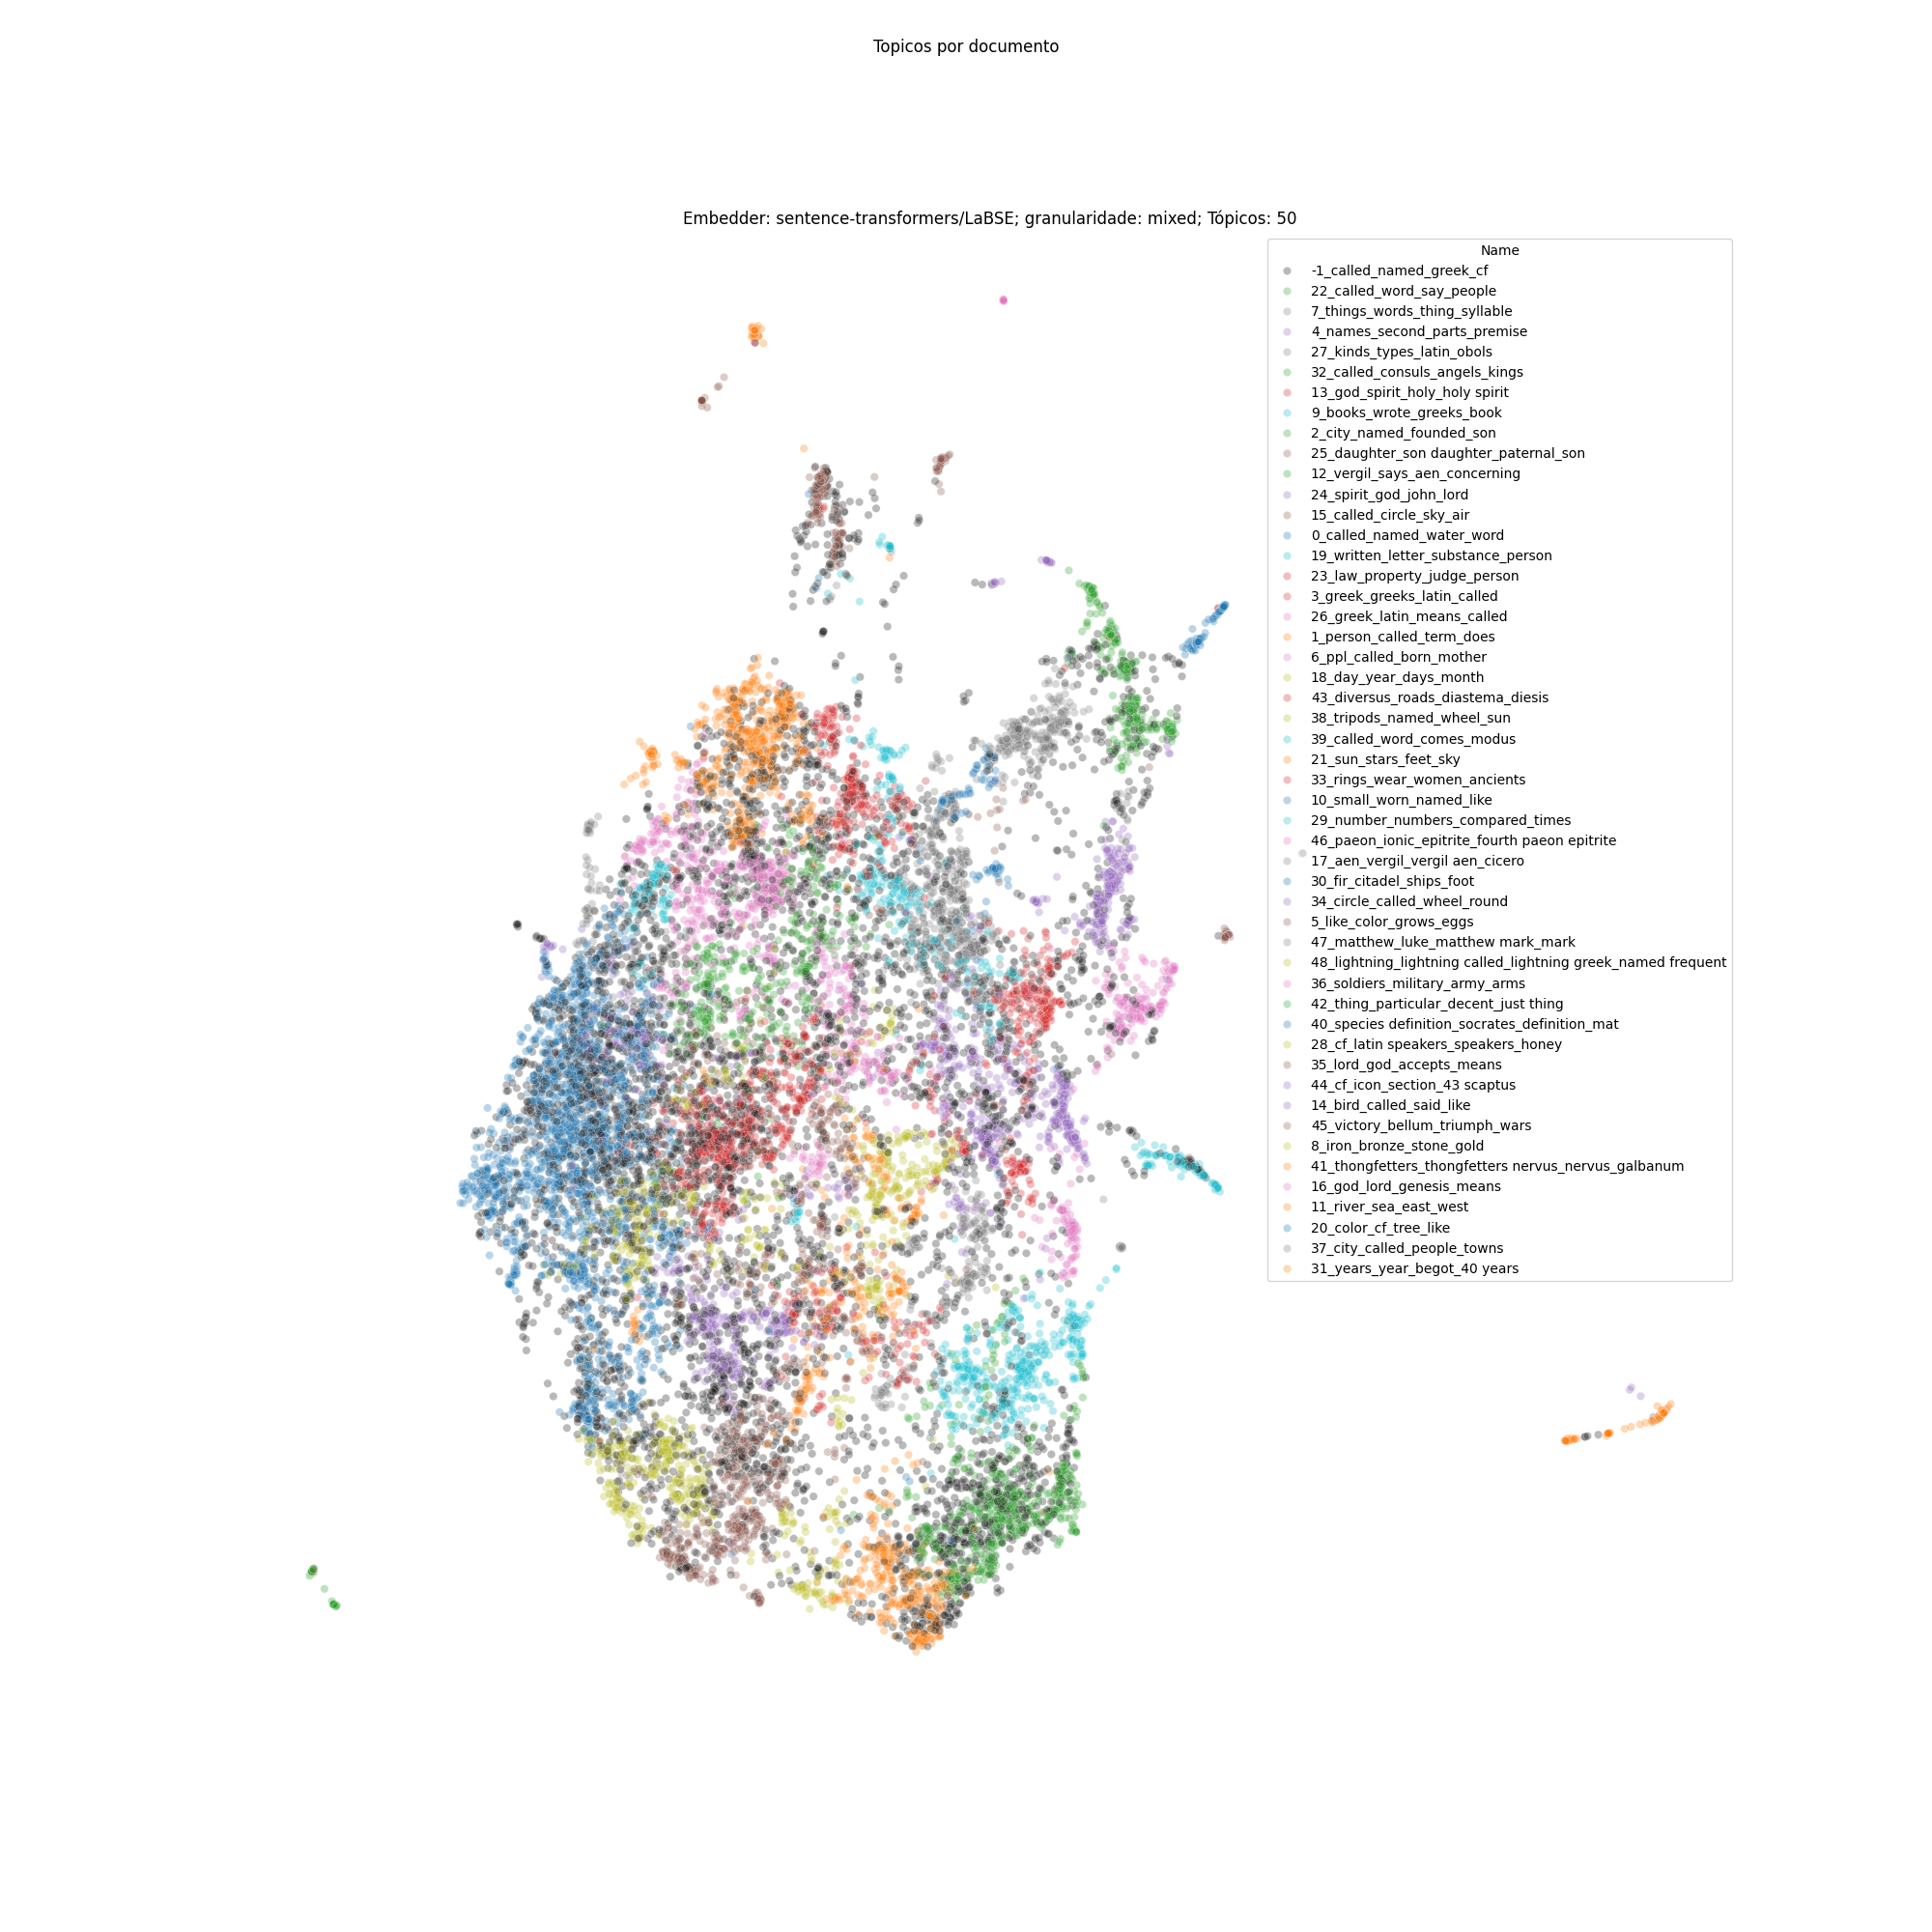 Topicos por documento
Embedder: sentence-transformers/LaBSE; granularidade: mixed; Tópicos: 50
Name
-1_called_named_greek_cf
22_called_word_say_people
7_things_words_thing_syllable
4_names_second_parts_premise
27_kinds_types_latin_obols
32_called_consuls_angels_kings
13_god_spirit_holy_holy spirit
9_books_wrote_greeks_book
2_city_named_founded_son
25_daughter_son daughter_paternal_son
12_vergil_says_aen_concerning
24_spirit_god_john_lord
15_called_circle_sky_air
0_called_named_water_word
19_written_letter_substance_person
23_law_property_judge_person
3_greek_greeks_latin_called
26_greek_latin_means_called
1_person_called_term_does
6_ppl_called_born_mother
18_day_year_days_month
43_diversus_roads_diastema_diesis
38_tripods_named_wheel_sun
39_called_word_comes_modus
21_sun_stars_feet_sky
33_rings_wear_women_ancients
10_small_worn_named_like
29_number_numbers_compared_times
46_paeon_ionic_epitrite_fourth paeon epitrite
17_aen_vergil_vergil aen_cicero
30_fir_citadel_ships_foot
34_circle_called_wheel_round
5_like_color_grows_eggs
47_matthew_luke_matthew mark_mark
48_lightning_lightning called_lightning greek_named frequent
36_soldiers_military_army_arms
42_thing_particular_decent_just thing
40_species definition_socrates_definition_mat
28_cf_latin speakers_speakers_honey
35_lord_god_accepts_means
44_cf_icon_section_43 scaptus
14_bird_called_said_like
45_victory_bellum_triumph_wars
8_iron_bronze_stone_gold
41_thongfetters_thongfetters nervus_nervus_galbanum
16_god_lord_genesis_means
11_river_sea_east_west
20_color_cf_tree_like
37_city_called_people_towns
31_years_year_begot_40 years